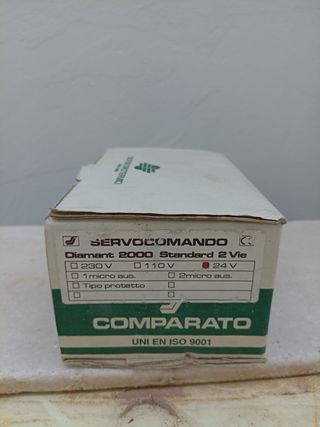 SERVOCOMANDO
Diamant 2000 Standard 2 Vie
230 V 110 V 24 V
1 micro aus. 2 micro aus.
Tipo protetto
COMPARATO
UNI EN ISO 9001